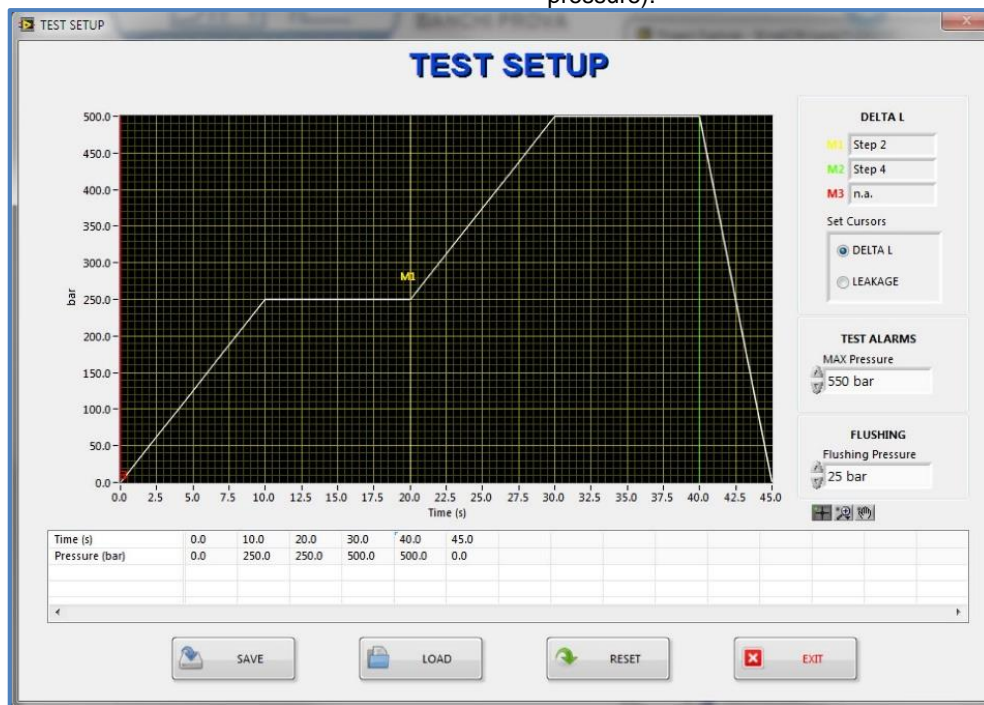 pressure).
TEST SETUP
BANCHI PROVA
TEST SETUP
500.0
450.0
400.0
350.0
300.0
250.0
200.0
150.0
100.0
50.0
0.0
bar
M1
0.0 2.5 5.0 7.5 10.0 12.5 15.0 17.5 20.0 22.5 25.0 27.5 30.0 32.5 35.0 37.5 40.0 42.5 45.0
Time (s)
DELTA L
M1 Step 2
M2 Step 4
M3 n.a.
Set Cursors
DELTA L
LEAKAGE
TEST ALARMS
MAX Pressure
550 bar
FLUSHING
Flushing Pressure
25 bar
Time (s) 0.0 10.0 20.0 30.0 40.0 45.0
Pressure (bar) 0.0 250.0 250.0 500.0 500.0 0.0
SAVE LOAD RESET EXIT